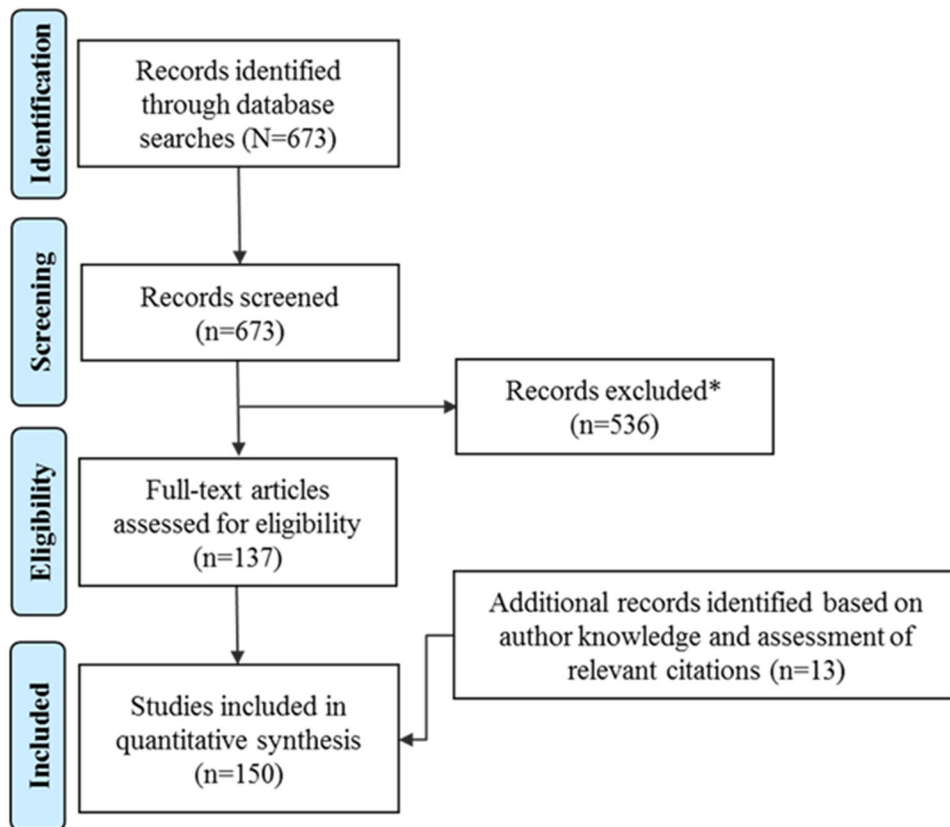 Identification
Records identified
through database
searches (N=673)
Screening
Records screened
(n=673)
Records excluded*
(n=536)
Eligibility
Full-text articles
assessed for eligibility
(n=137)
Additional records identified based on
author knowledge and assessment of
relevant citations (n=13)
Included
Studies included in
quantitative synthesis
(n=150)